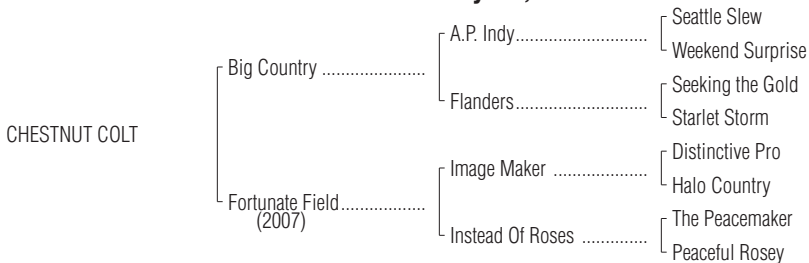 Seattle Slew
A.P. Indy............................
Weekend Surprise
Big Country ......................
Seeking the Gold
Flanders............................
Starlet Storm
CHESTNUT COLT
Distinctive Pro
Image Maker ....................
Halo Country
Fortunate Field..................
(2007)
The Peacemaker
Instead Of Roses ..............
Peaceful Rosey